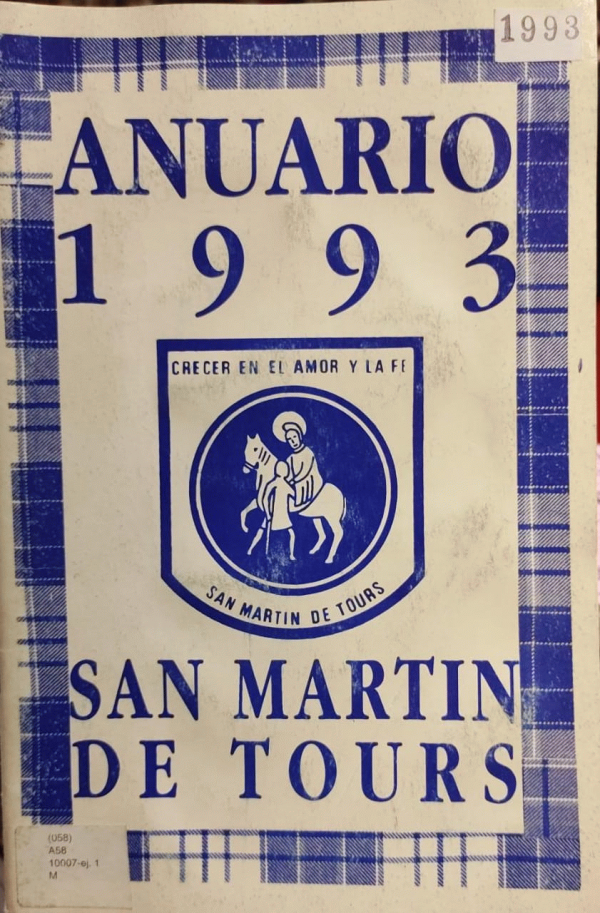 1993
ANUARIO
1993
CRECER EN EL AMOR Y LA FE
SAN MARTIN DE TOURS
SAN MARTIN
DE TOURS
(058)
A58
10007-ej. 1
M